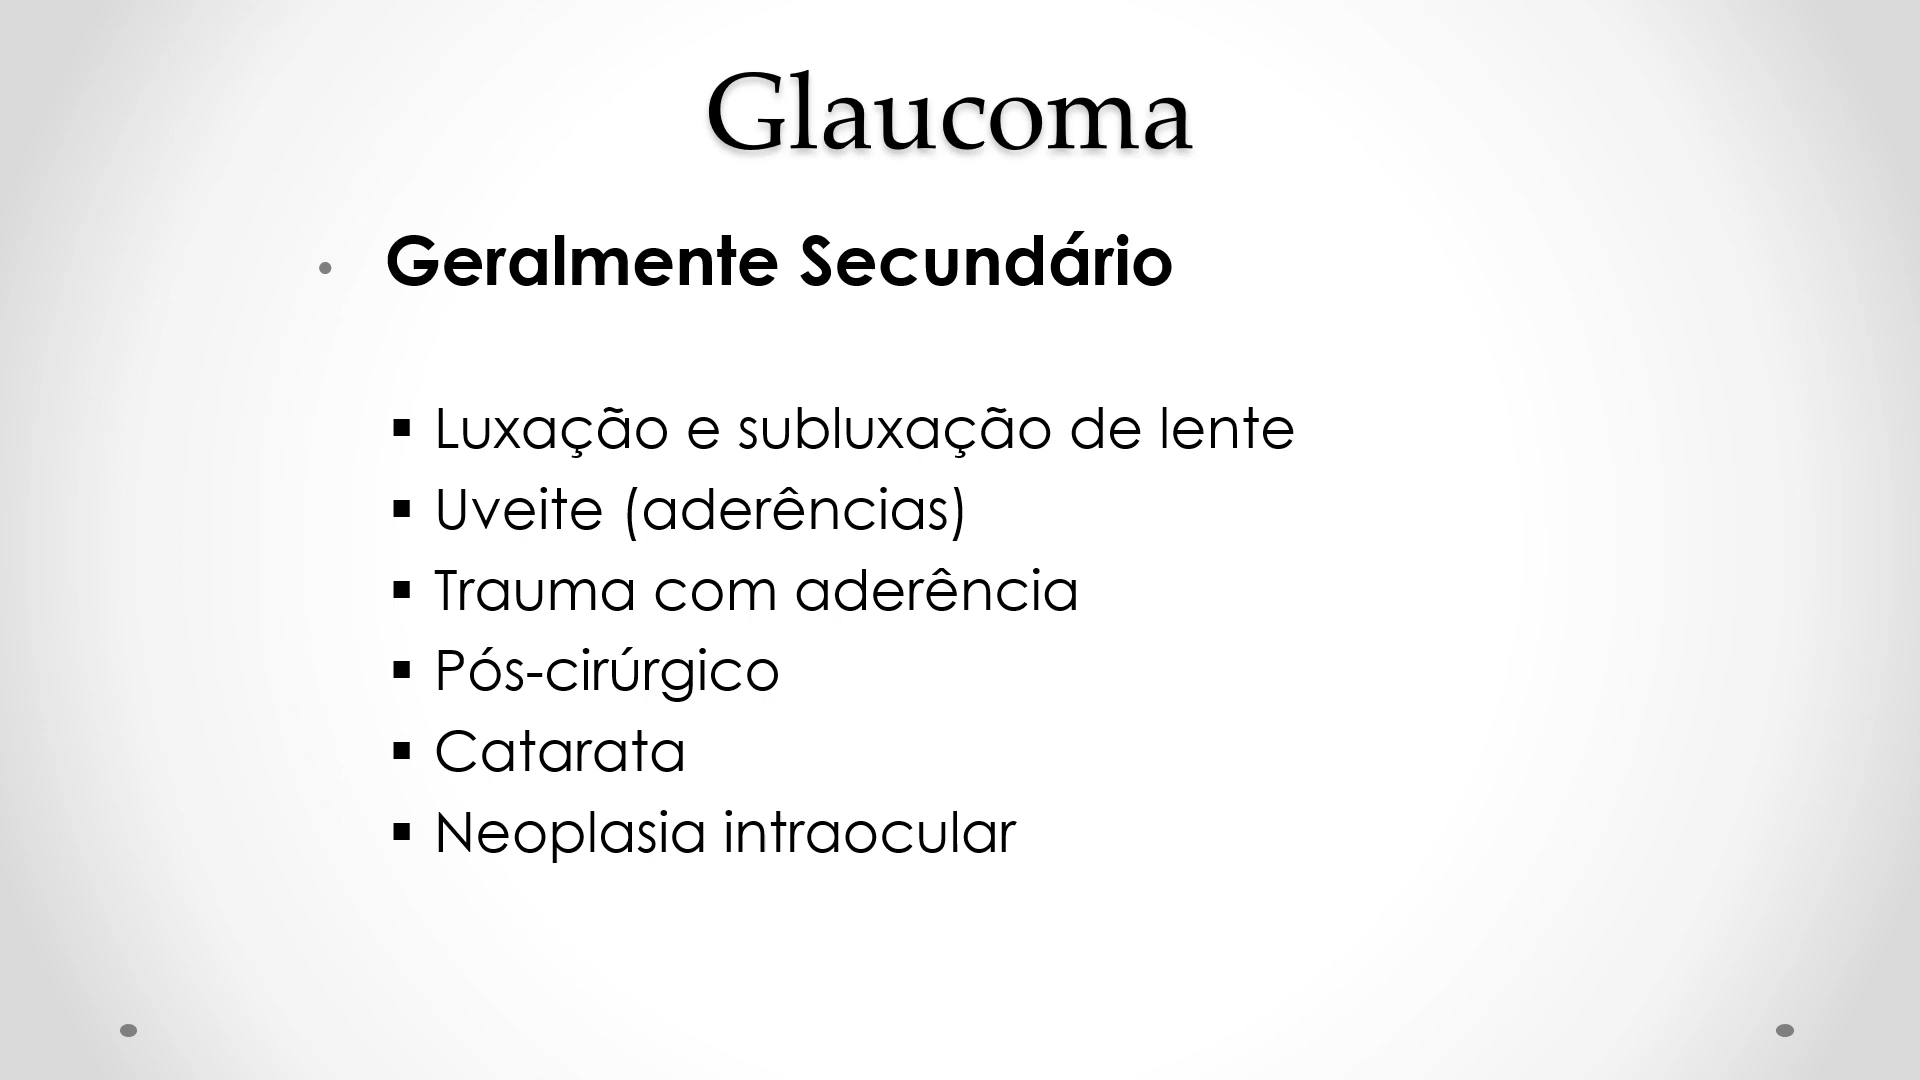 Glaucoma
• Geralmente Secundário
▪ Luxação e subluxação de lente
▪ Uveite (aderências)
▪ Trauma com aderência
▪ Pós-cirúrgico
▪ Catarata
▪ Neoplasia intraocular